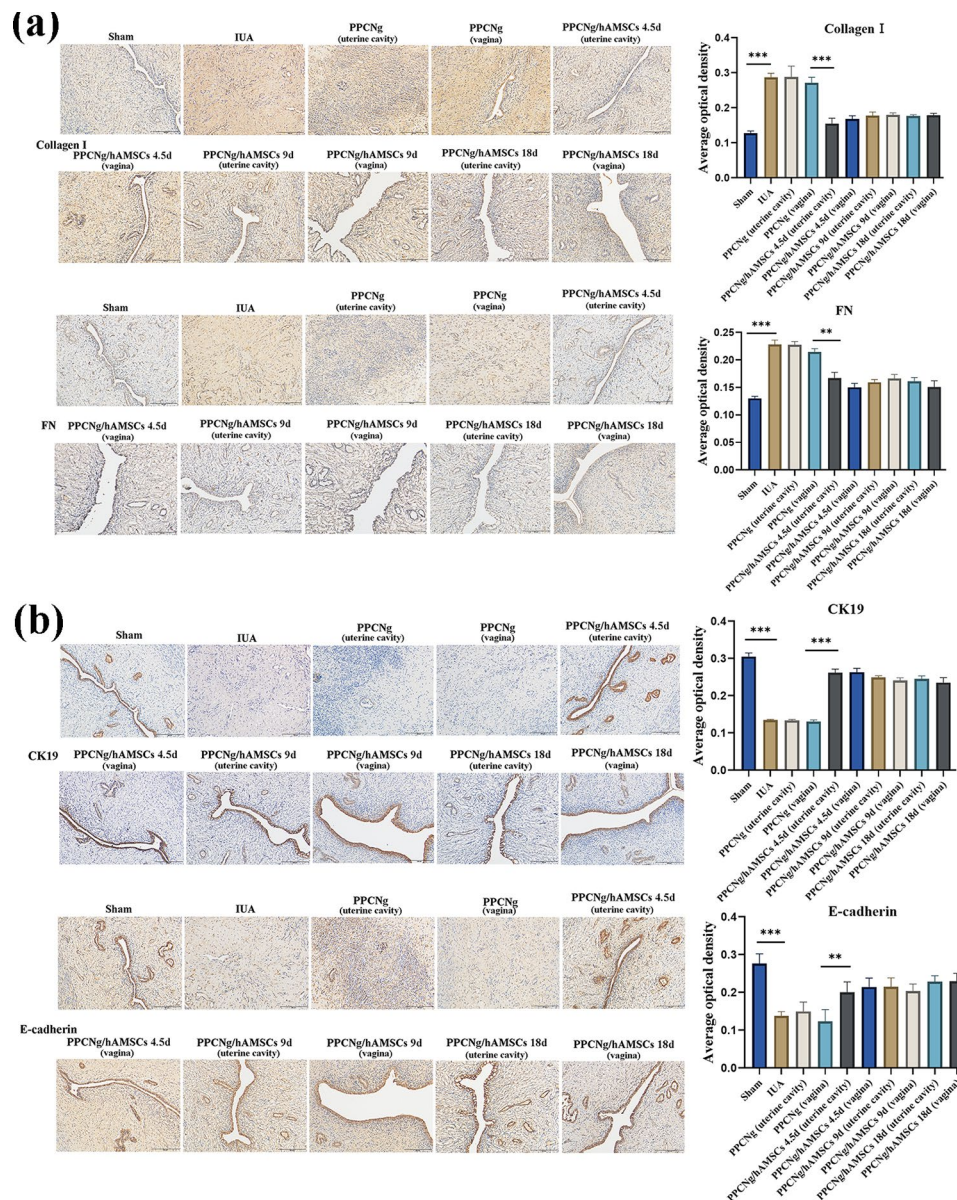 (a)
Sham
IUA
PPCNg
(uterine cavity)
PPCNg
(vagina)
PPCNg/hAMSCs 4.5d
(uterine cavity)
Collagen I
PPCNg/hAMSCs 4.5d
(vagina)
PPCNg/hAMSCs 9d
(uterine cavity)
PPCNg/hAMSCs 9d
(vagina)
PPCNg/hAMSCs 18d
(uterine cavity)
PPCNg/hAMSCs 18d
(vagina)
Collagen Ⅰ
Average optical density
0.4
0.3
0.2
0.1
0.0
***
***
Sham
IUA
PPCNg (uterine cavity)
PPCNg (vagina)
PPCNg/hAMSCs 4.5d (uterine cavity)
PPCNg/hAMSCs 4.5d (vagina)
PPCNg/hAMSCs 9d (uterine cavity)
PPCNg/hAMSCs 9d (vagina)
PPCNg/hAMSCs 18d (uterine cavity)
PPCNg/hAMSCs 18d (vagina)
Sham
IUA
PPCNg
(uterine cavity)
PPCNg
(vagina)
PPCNg/hAMSCs 4.5d
(uterine cavity)
FN
PPCNg/hAMSCs 4.5d
(vagina)
PPCNg/hAMSCs 9d
(uterine cavity)
PPCNg/hAMSCs 9d
(vagina)
PPCNg/hAMSCs 18d
(uterine cavity)
PPCNg/hAMSCs 18d
(vagina)
FN
Average optical density
0.25
0.20
0.15
0.10
0.05
0.00
***
**
Sham
IUA
PPCNg (uterine cavity)
PPCNg (vagina)
PPCNg/hAMSCs 4.5d (uterine cavity)
PPCNg/hAMSCs 4.5d (vagina)
PPCNg/hAMSCs 9d (uterine cavity)
PPCNg/hAMSCs 9d (vagina)
PPCNg/hAMSCs 18d (uterine cavity)
PPCNg/hAMSCs 18d (vagina)
(b)
Sham
IUA
PPCNg
(uterine cavity)
PPCNg
(vagina)
PPCNg/hAMSCs 4.5d
(uterine cavity)
CK19
PPCNg/hAMSCs 4.5d
(vagina)
PPCNg/hAMSCs 9d
(uterine cavity)
PPCNg/hAMSCs 9d
(vagina)
PPCNg/hAMSCs 18d
(uterine cavity)
PPCNg/hAMSCs 18d
(vagina)
CK19
Average optical density
0.4
0.3
0.2
0.1
0.0
***
***
Sham
IUA
PPCNg (uterine cavity)
PPCNg (vagina)
PPCNg/hAMSCs 4.5d (uterine cavity)
PPCNg/hAMSCs 4.5d (vagina)
PPCNg/hAMSCs 9d (uterine cavity)
PPCNg/hAMSCs 9d (vagina)
PPCNg/hAMSCs 18d (uterine cavity)
PPCNg/hAMSCs 18d (vagina)
Sham
IUA
PPCNg
(uterine cavity)
PPCNg
(vagina)
PPCNg/hAMSCs 4.5d
(uterine cavity)
E-cadherin
PPCNg/hAMSCs 4.5d
(vagina)
PPCNg/hAMSCs 9d
(uterine cavity)
PPCNg/hAMSCs 9d
(vagina)
PPCNg/hAMSCs 18d
(uterine cavity)
PPCNg/hAMSCs 18d
(vagina)
E-cadherin
Average optical density
0.4
0.3
0.2
0.1
0.0
***
**
Sham
IUA
PPCNg (uterine cavity)
PPCNg (vagina)
PPCNg/hAMSCs 4.5d (uterine cavity)
PPCNg/hAMSCs 4.5d (vagina)
PPCNg/hAMSCs 9d (uterine cavity)
PPCNg/hAMSCs 9d (vagina)
PPCNg/hAMSCs 18d (uterine cavity)
PPCNg/hAMSCs 18d (vagina)